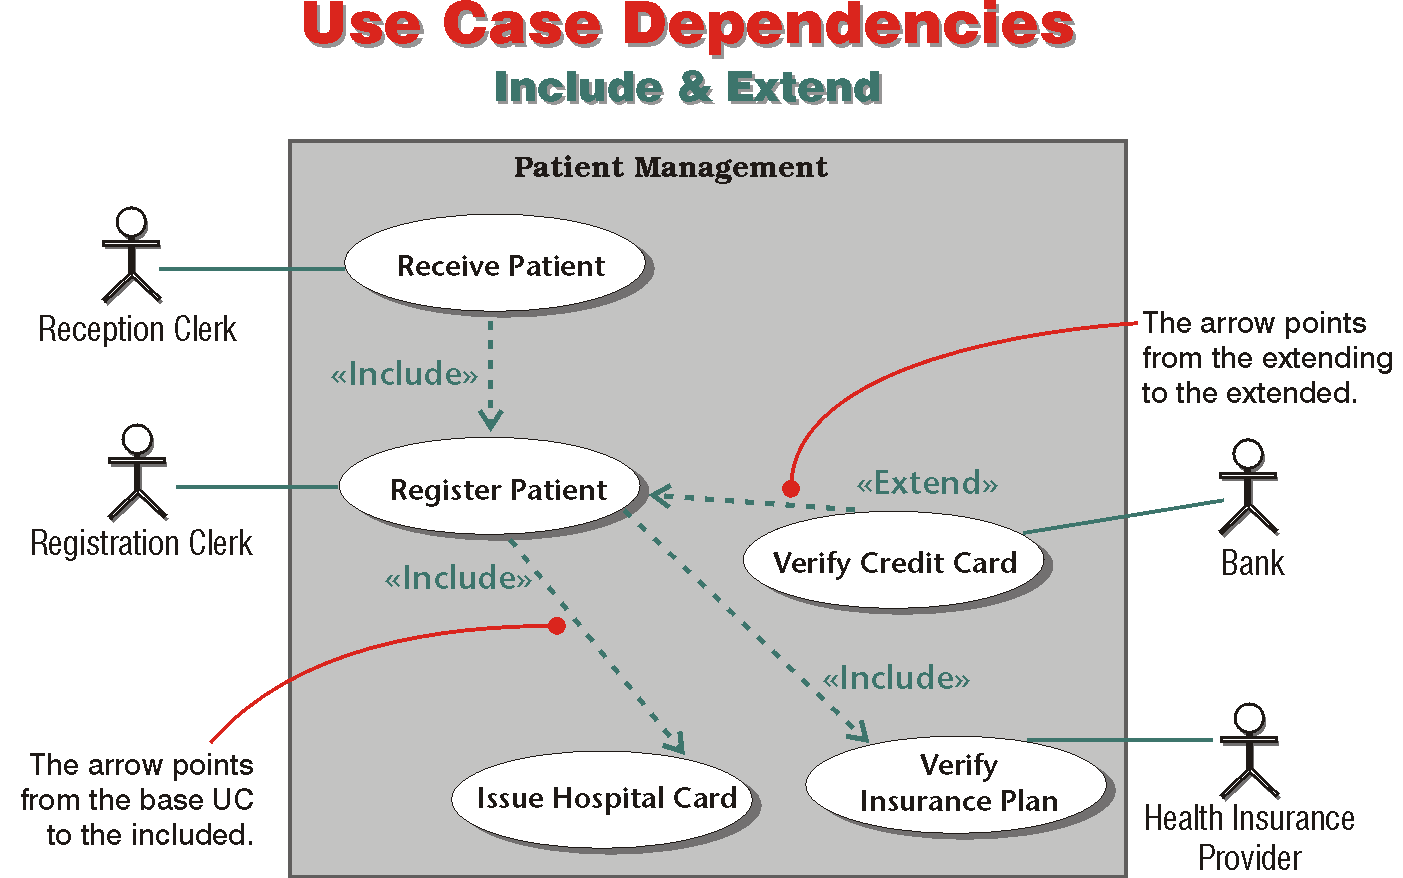 Use Case Dependencies
Include & Extend
Patient Management
Receive Patient
Reception Clerk
«Include»
The arrow points
from the extending
to the extended.
Register Patient
Registration Clerk
«Extend»
Verify Credit Card
Bank
«Include»
«Include»
The arrow points
from the base UC
to the included.
Issue Hospital Card
Verify
Insurance Plan
Health Insurance
Provider